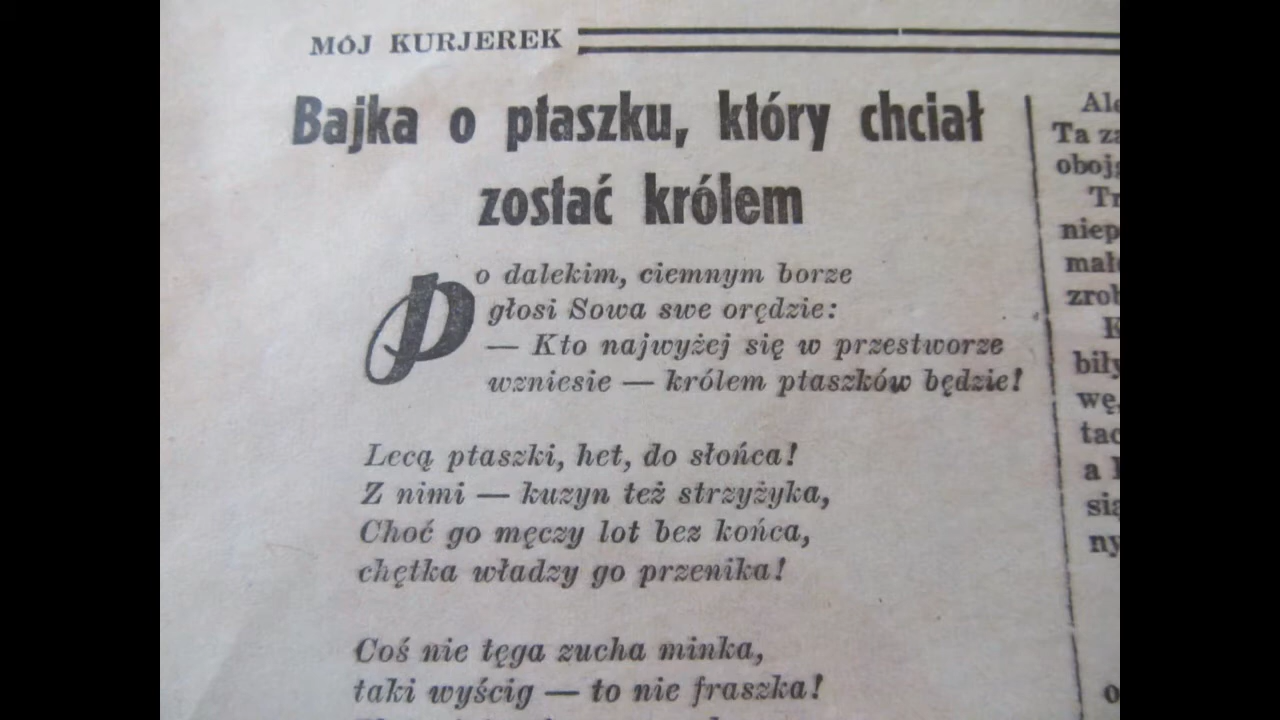 MÓJ KURJEREK
Bajka o ptaszku, który chciał
zostać królem
Po dalekim, ciemnym borze
głosi Sowa swe orędzie:
— Kto najwyżej się w przestworze
wzniesie — królem ptaszków będzie!
Lecą ptaszki, het, do słońca!
Z nimi — kuzyn też strzyżyka,
Choć go męczy lot bez końca,
chętka władzy go przenika!
Coś nie tęga zucha minka,
taki wyścig — to nie fraszka!
Ta
a